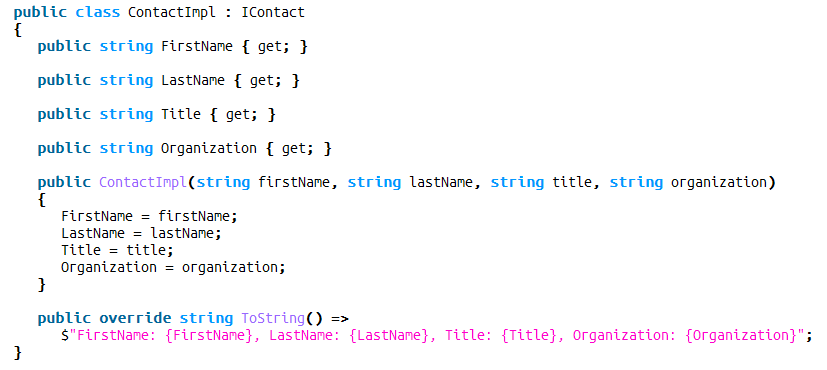 public class ContactImpl : IContact
{
public string FirstName { get; }
public string LastName { get; }
public string Title { get; }
public string Organization { get; }
public ContactImpl(string firstName, string lastName, string title, string organization)
{
FirstName = firstName;
LastName = lastName;
Title = title;
Organization = organization;
}
public override string ToString() =>
$"FirstName: {FirstName}, LastName: {LastName}, Title: {Title}, Organization: {Organization}";
}